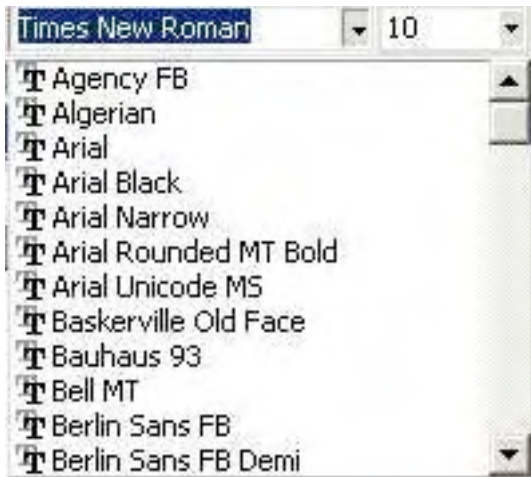 Times New Roman 10
Agency FB
Algerian
Arial
Arial Black
Arial Narrow
Arial Rounded MT Bold
Arial Unicode MS
Baskerville Old Face
Bauhaus 93
Bell MT
Berlin Sans FB
Berlin Sans FB Demi